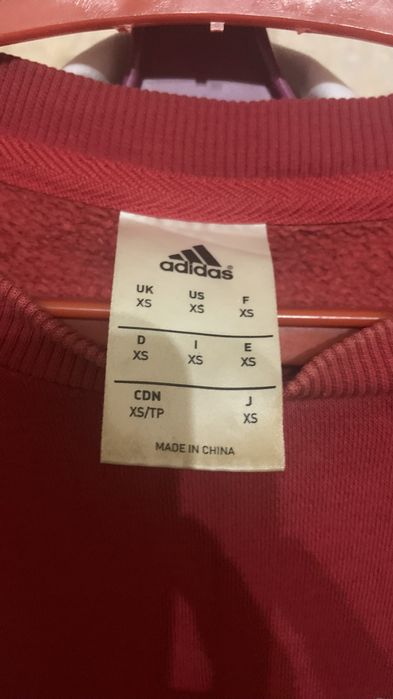 adidas®
UK US F
XS XS XS
D I E
XS XS XS
CDN J
XS/TP XS
MADE IN CHINA